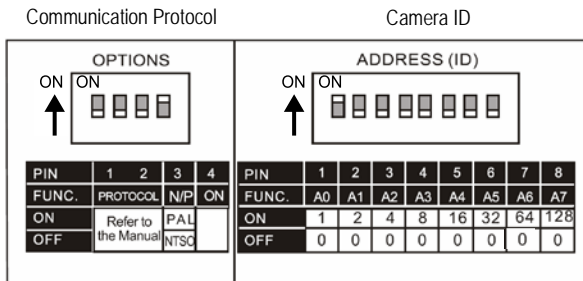 Communication Protocol
Camera ID
OPTIONS
ON ON
PIN 1 2 3 4
FUNC. PROTOCOL N/P ON
ON Refer to the Manual PAL
OFF NTSC
ADDRESS (ID)
ON ON
PIN 1 2 3 4 5 6 7 8
FUNC. A0 A1 A2 A3 A4 A5 A6 A7
ON 1 2 4 8 16 32 64 128
OFF 0 0 0 0 0 0 0 0